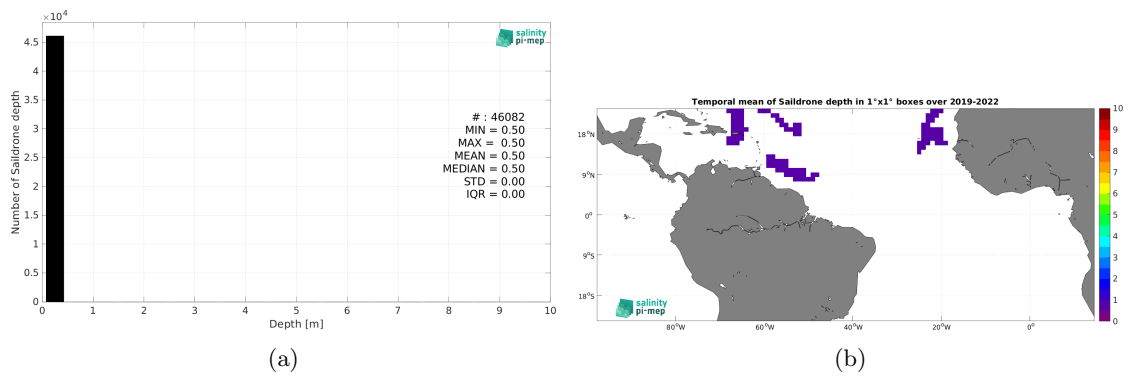 ×10⁴
4.5
4
3.5
3
2.5
2
1.5
1
0.5
0
Number of Saildrone depth
salinity
pi-mep
# : 46082
MIN = 0.50
MAX = 0.50
MEAN = 0.50
MEDIAN = 0.50
STD = 0.00
IQR = 0.00
0 1 2 3 4 5 6 7 8 9 10
Depth [m]
(a)
Temporal mean of Saildrone depth in 1°x1° boxes over 2019-2022
18°N
9°N
0°
9°S
18°S
salinity
pi-mep
80°W 60°W 40°W 20°W 0°
10
9
8
7
6
5
4
3
2
1
0
(b)